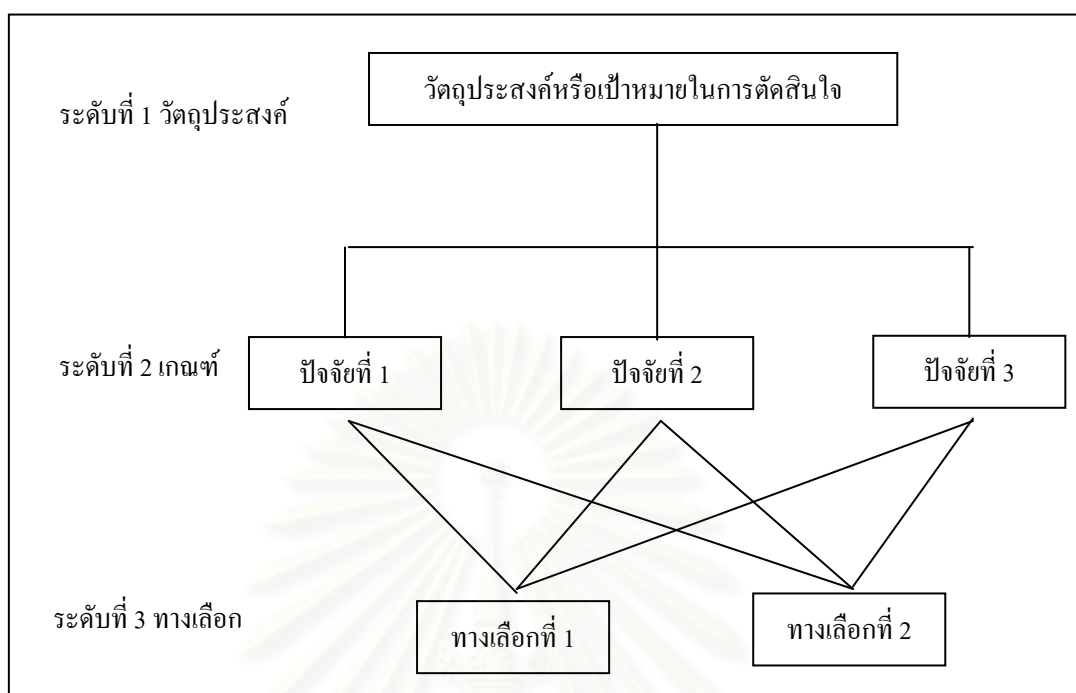 วัตถุประสงค์หรือเป้าหมายในการตัดสินใจ
ระดับที่ 1 วัตถุประสงค์
ระดับที่ 2 เกณฑ์
ปัจจัยที่ 1
ปัจจัยที่ 2
ปัจจัยที่ 3
ระดับที่ 3 ทางเลือก
ทางเลือกที่ 1
ทางเลือกที่ 2